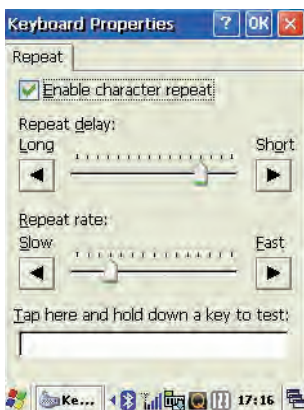 Keyboard Properties ? OK ×
Repeat
Enable character repeat
Repeat delay:
Long Short
Repeat rate:
Slow Fast
Tap here and hold down a key to test:
Ke... 17:16